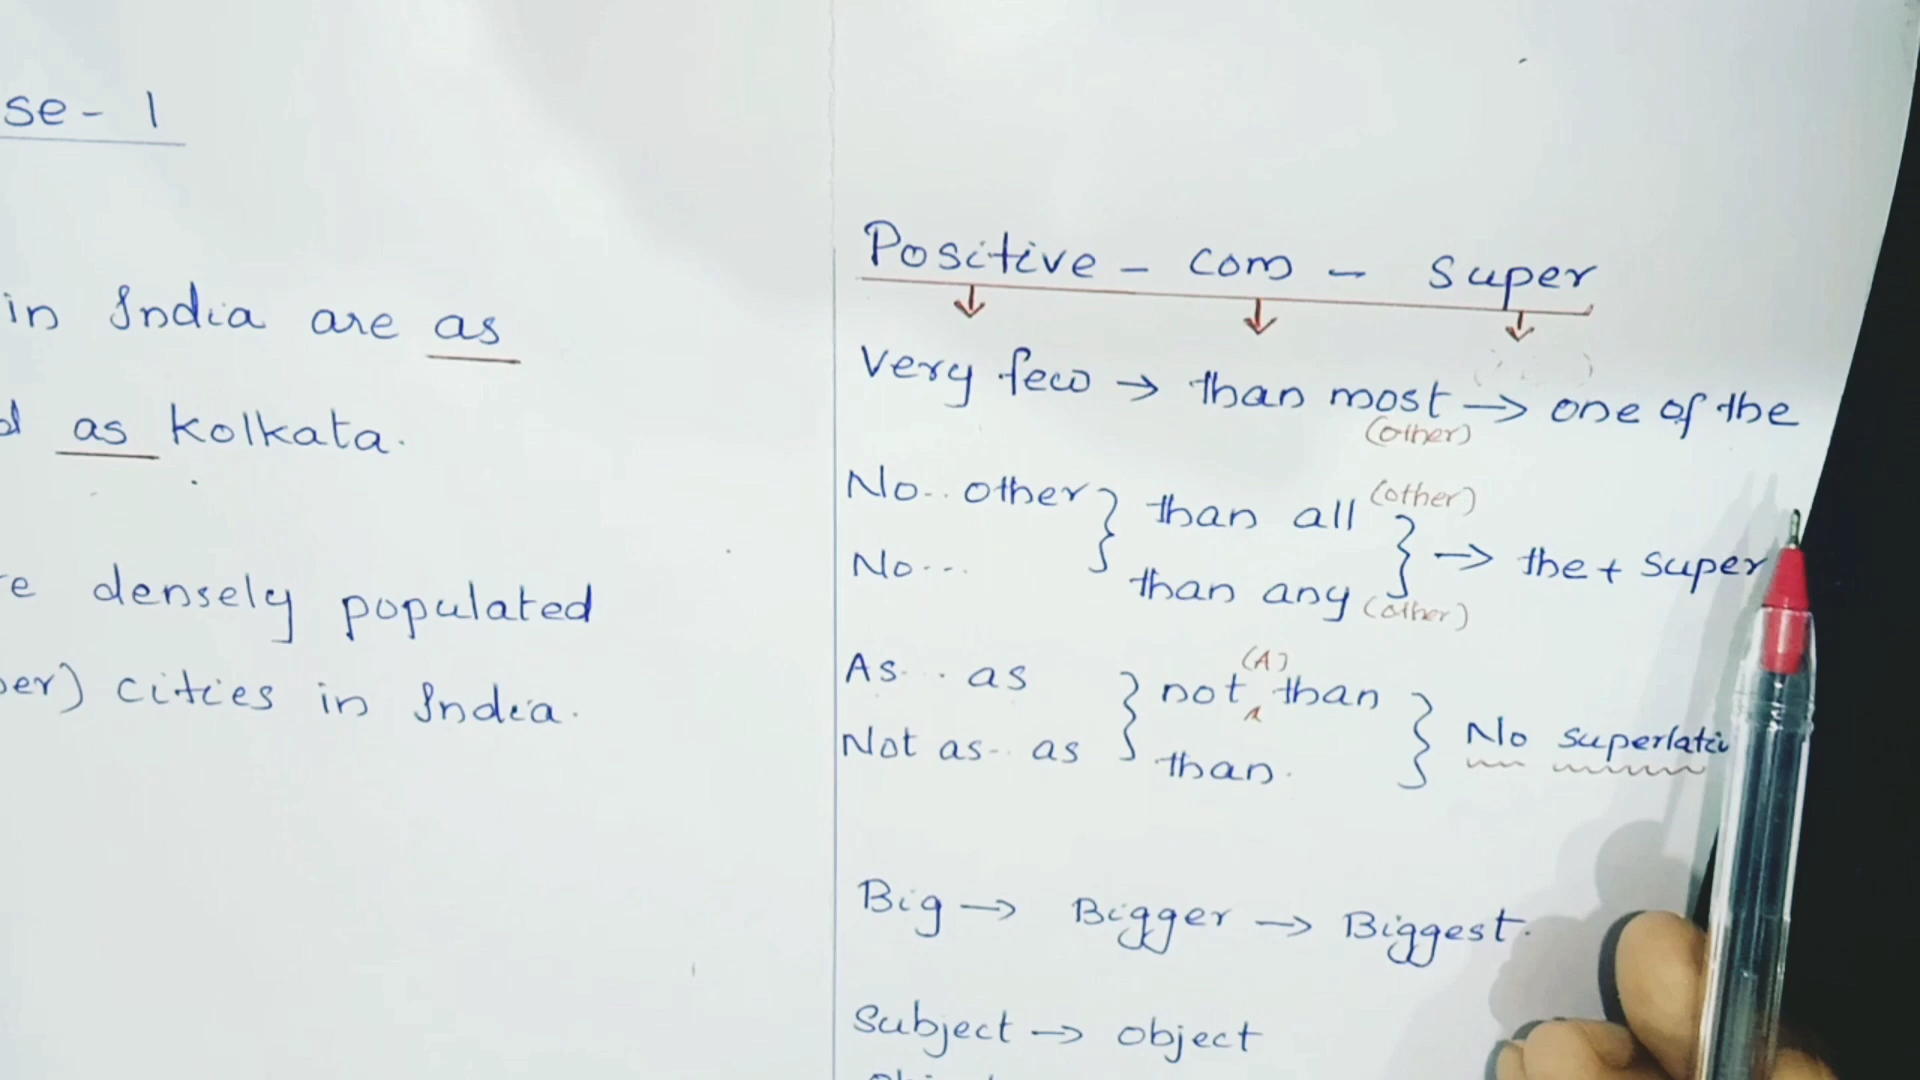 se - 1
in India are as
as kolkata.
densely populated
er) cities in India.
Positive - com - super
Very few → than most → one of the
(other)
No.. other } than all (other) } → the + super
No... than any (other)
As... as } not than } No superlati
(A)
Not as.. as than.
Big → Bigger → Biggest.
Subject → object